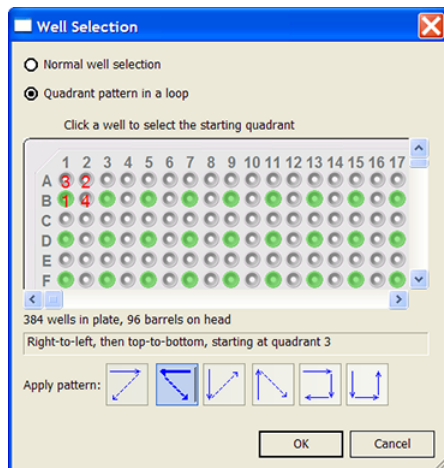 Well Selection
Normal well selection
Quadrant pattern in a loop
Click a well to select the starting quadrant
1 2 3 4 5 6 7 8 9 10 11 12 13 14 15 16 17
A 3 2
B 1 4
C
D
E
F
384 wells in plate, 96 barrels on head
Right-to-left, then top-to-bottom, starting at quadrant 3
Apply pattern:
OK Cancel